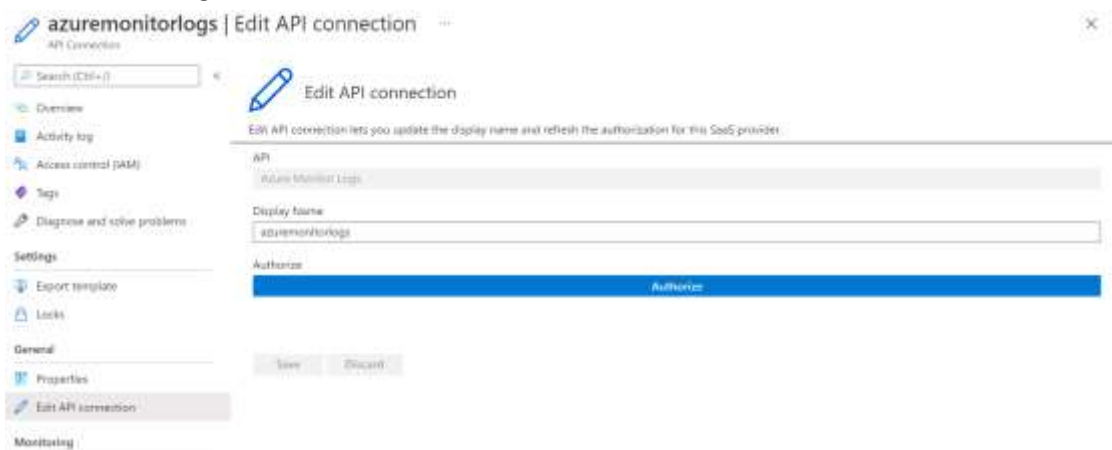 azuremonitorlogs | Edit API connection ...
API Connection
Search (Ctrl+/)
«
Overview
Activity log
Access control (IAM)
Tags
Diagnose and solve problems
Settings
Export template
Locks
General
Properties
Edit API connection
Monitoring
Edit API connection
Edit API connection lets you update the display name and refresh the authorization for this SaaS provider.
API
Azure Monitor Logs
Display Name
azuremonitorlogs
Authorize
Authorize
Save Discard